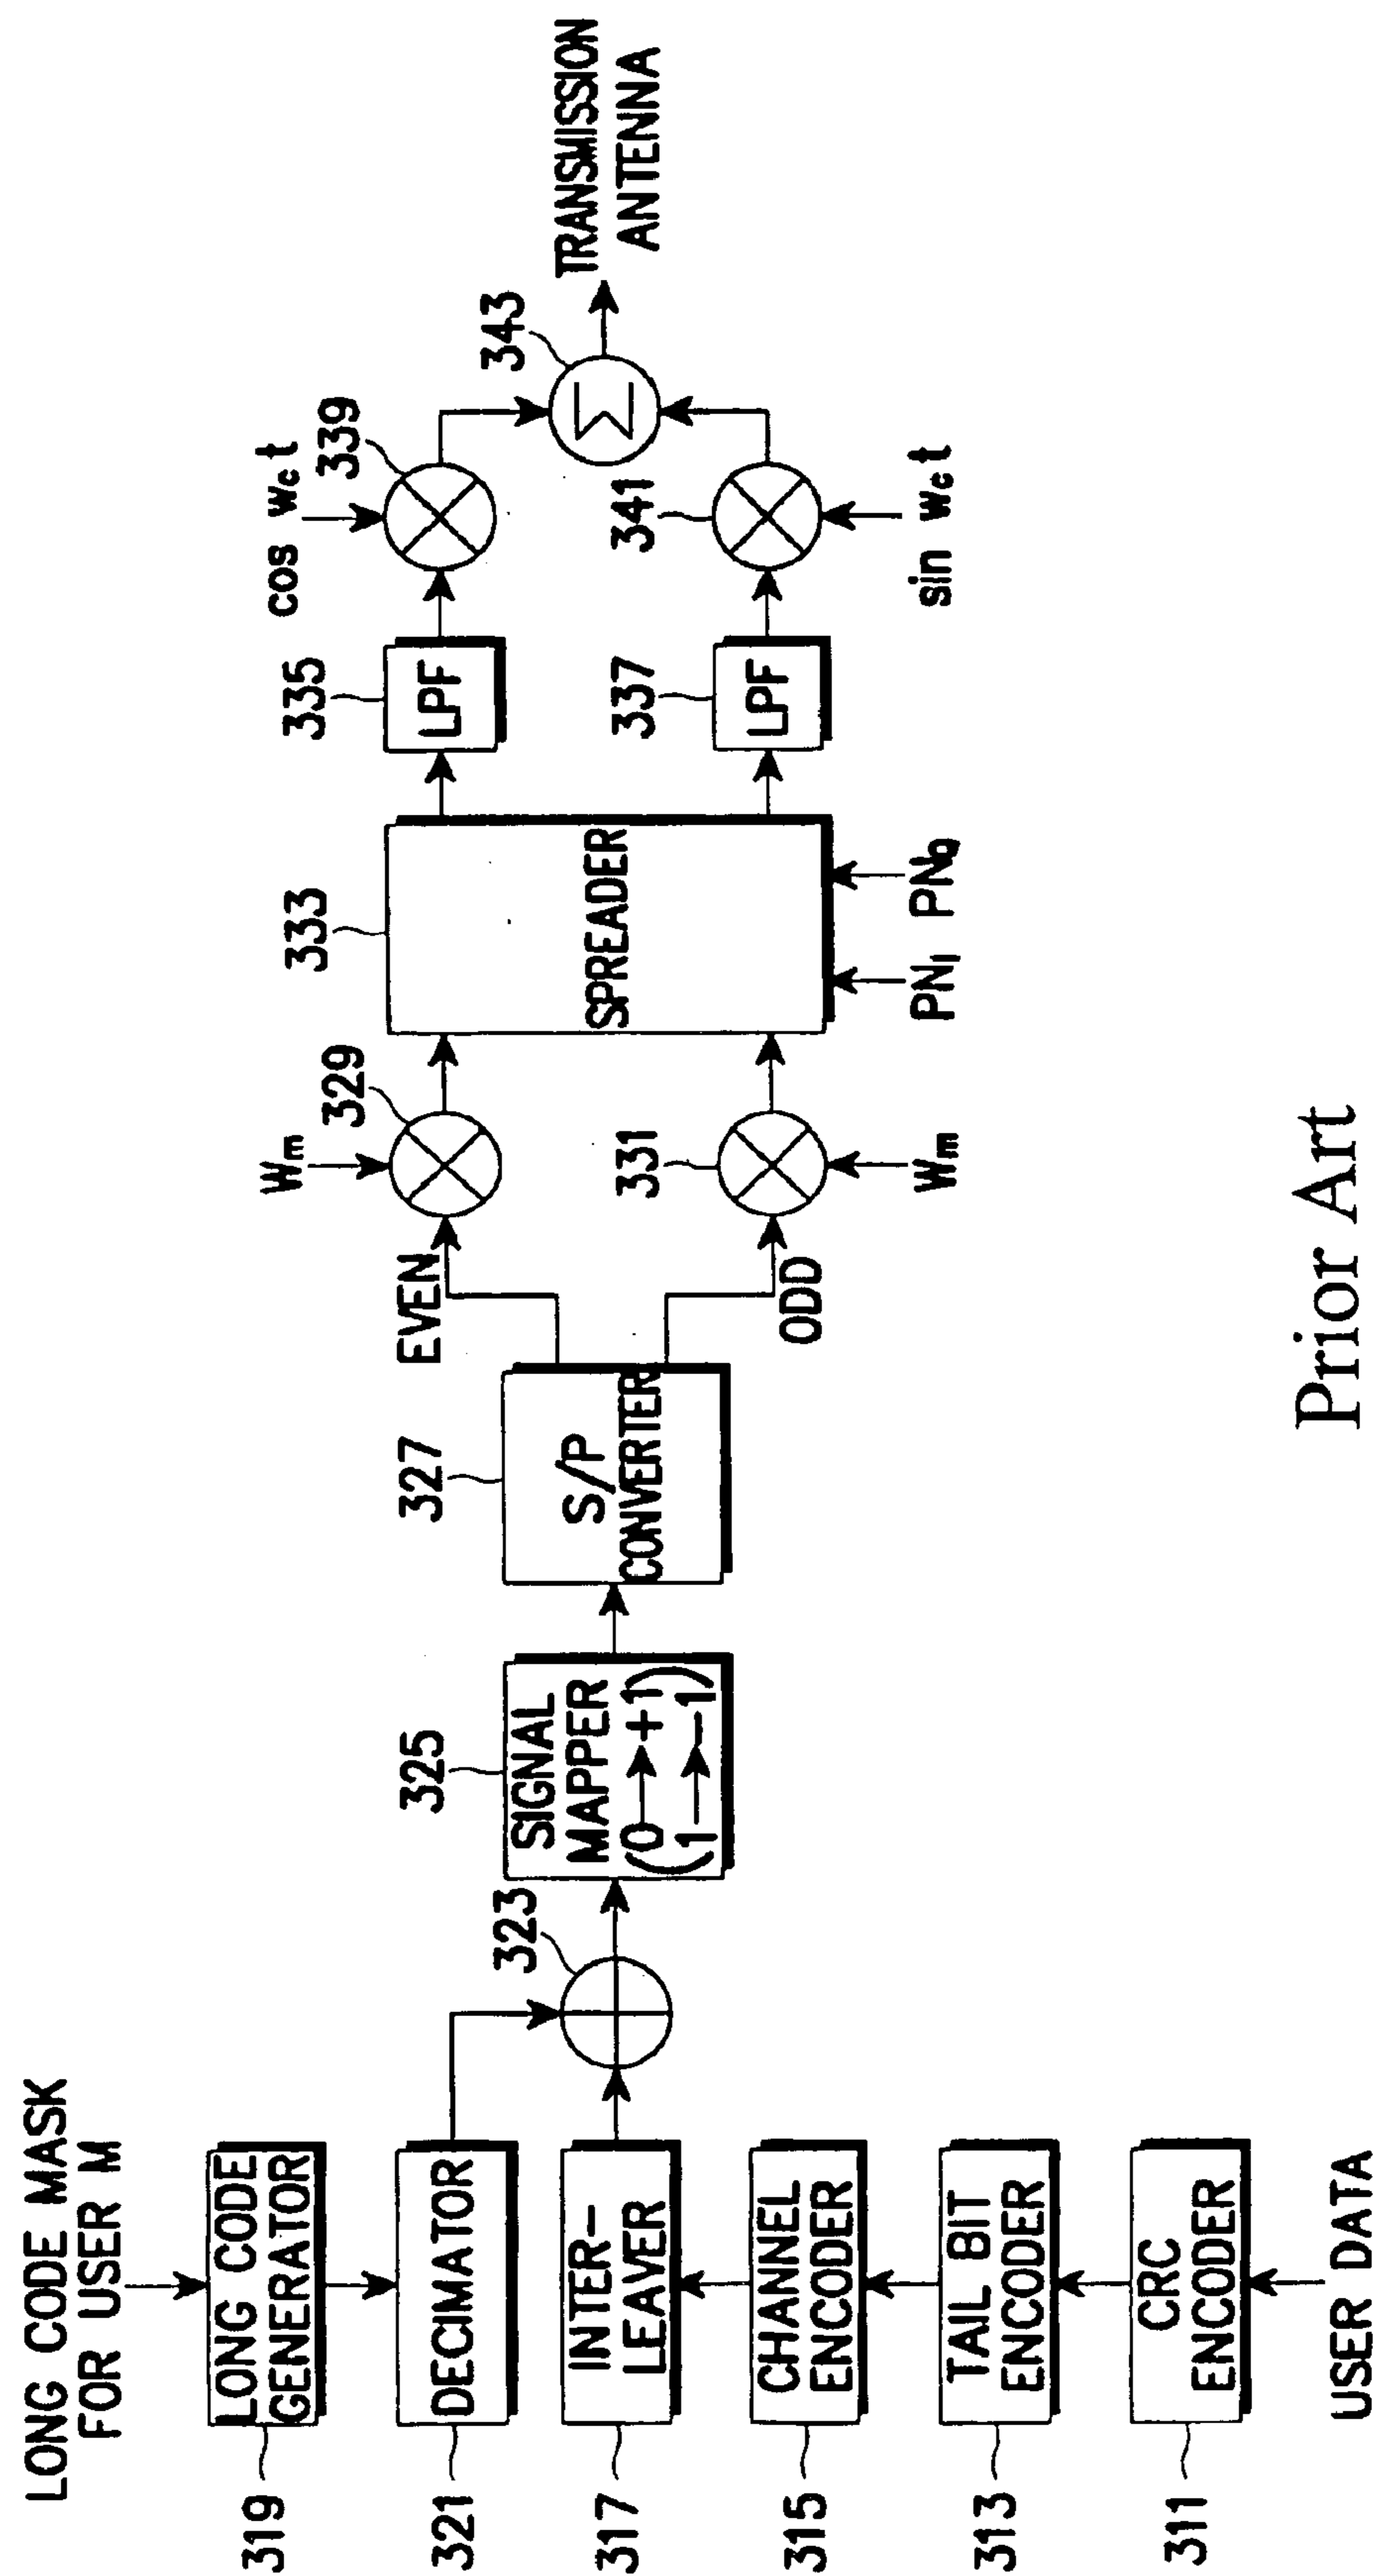 LONG CODE MASK
FOR USER M
319
LONG CODE
GENERATOR
321
DECIMATOR
317
INTER-
LEAVER
315
CHANNEL
ENCODER
313
TAIL BIT
ENCODER
311
CRC
ENCODER
USER DATA
323
325
SIGNAL
MAPPER
(0→+1)
(1→-1)
327
S/P
CONVERTER
EVEN
ODD
Wm
329
331
Wm
333
SPREADER
PNI PNQ
335
LPF
337
LPF
cos wc t
339
341
sin wc t
343
TRANSMISSION
ANTENNA
Prior Art